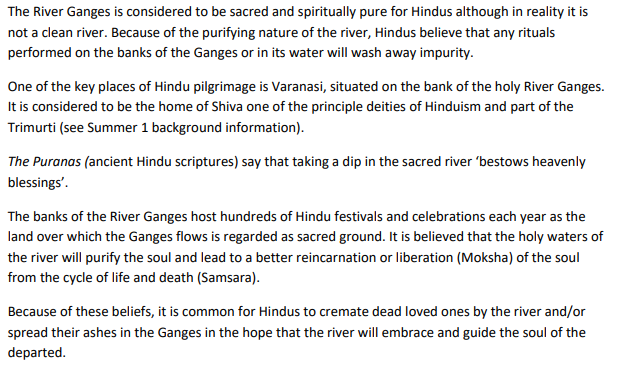 The River Ganges is considered to be sacred and spiritually pure for Hindus although in reality it is
not a clean river. Because of the purifying nature of the river, Hindus believe that any rituals
performed on the banks of the Ganges or in its water will wash away impurity.
One of the key places of Hindu pilgrimage is Varanasi, situated on the bank of the holy River Ganges.
It is considered to be the home of Shiva one of the principle deities of Hinduism and part of the
Trimurti (see Summer 1 background information).
The Puranas (ancient Hindu scriptures) say that taking a dip in the sacred river ‘bestows heavenly
blessings’.
The banks of the River Ganges host hundreds of Hindu festivals and celebrations each year as the
land over which the Ganges flows is regarded as sacred ground. It is believed that the holy waters of
the river will purify the soul and lead to a better reincarnation or liberation (Moksha) of the soul
from the cycle of life and death (Samsara).
Because of these beliefs, it is common for Hindus to cremate dead loved ones by the river and/or
spread their ashes in the Ganges in the hope that the river will embrace and guide the soul of the
departed.